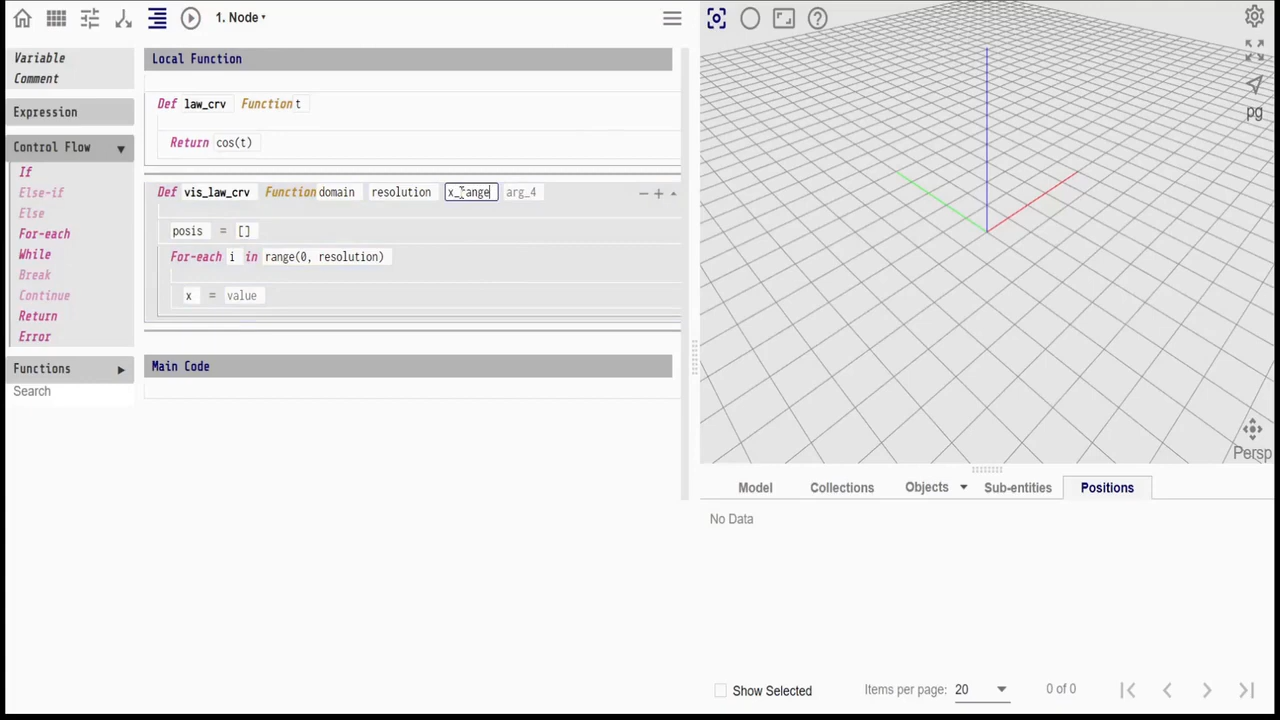 1. Node
Variable
Comment
Expression
Control Flow
If
Else-if
Else
For-each
While
Break
Continue
Return
Error
Functions
Search
Local Function
Def law_crv Function t
Return cos(t)
Def vis_law_crv Function domain resolution x_range arg_4
posis = []
For-each i in range(0, resolution)
x = value
Main Code
pg
Persp
Model Collections Objects Sub-entities Positions
No Data
Show Selected Items per page: 20 0 of 0